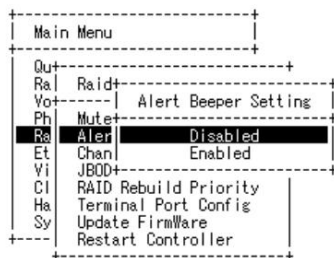 Main Menu
Qu
Ra Raid
Vo Alert Beeper Setting
Ph Mute
Ra Aler Disabled
Et Chan Enabled
Vi JBOD
Cl RAID Rebuild Priority
Ha Terminal Port Config
Sy Update FirmWare
Restart Controller